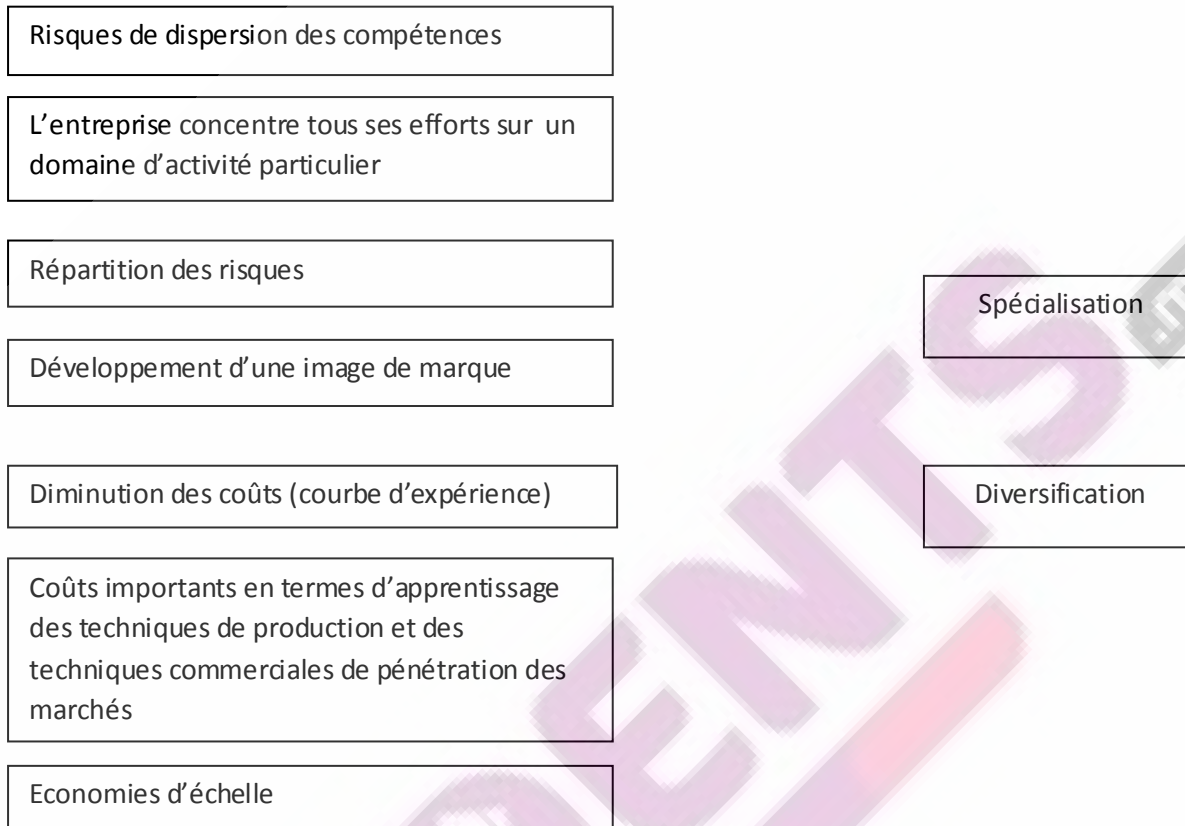 Risques de dispersion des compétences
L’entreprise concentre tous ses efforts sur un
domaine d’activité particulier
Répartition des risques
Développement d’une image de marque
Diminution des coûts (courbe d’expérience)
Coûts importants en termes d’apprentissage
des techniques de production et des
techniques commerciales de pénétration des
marchés
Economies d’échelle
Spécialisation
Diversification
ENTS